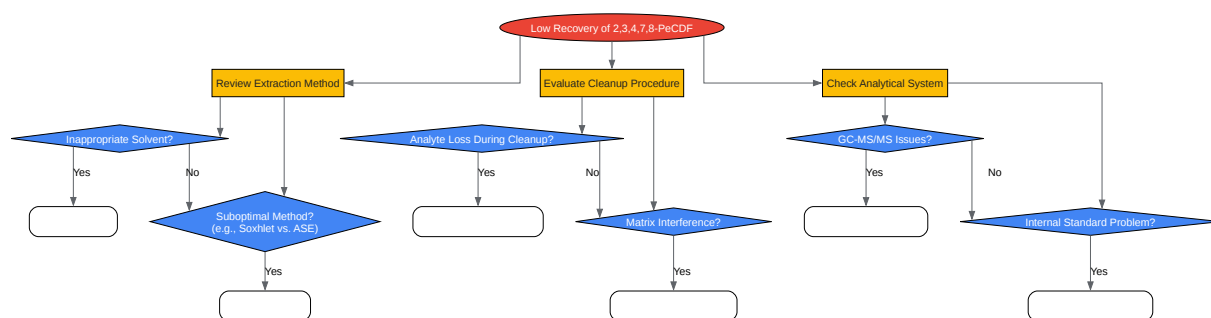 Low Recovery of 2,3,4,7,8-PeCDF
Review Extraction Method
Evaluate Cleanup Procedure
Check Analytical System
Inappropriate Solvent?
Analyte Loss During Cleanup?
GC-MS/MS Issues?
Yes
No
Yes
No
Yes
No
Suboptimal Method?
(e.g., Soxhlet vs. ASE)
Matrix Interference?
Internal Standard Problem?
Yes
Yes
Yes